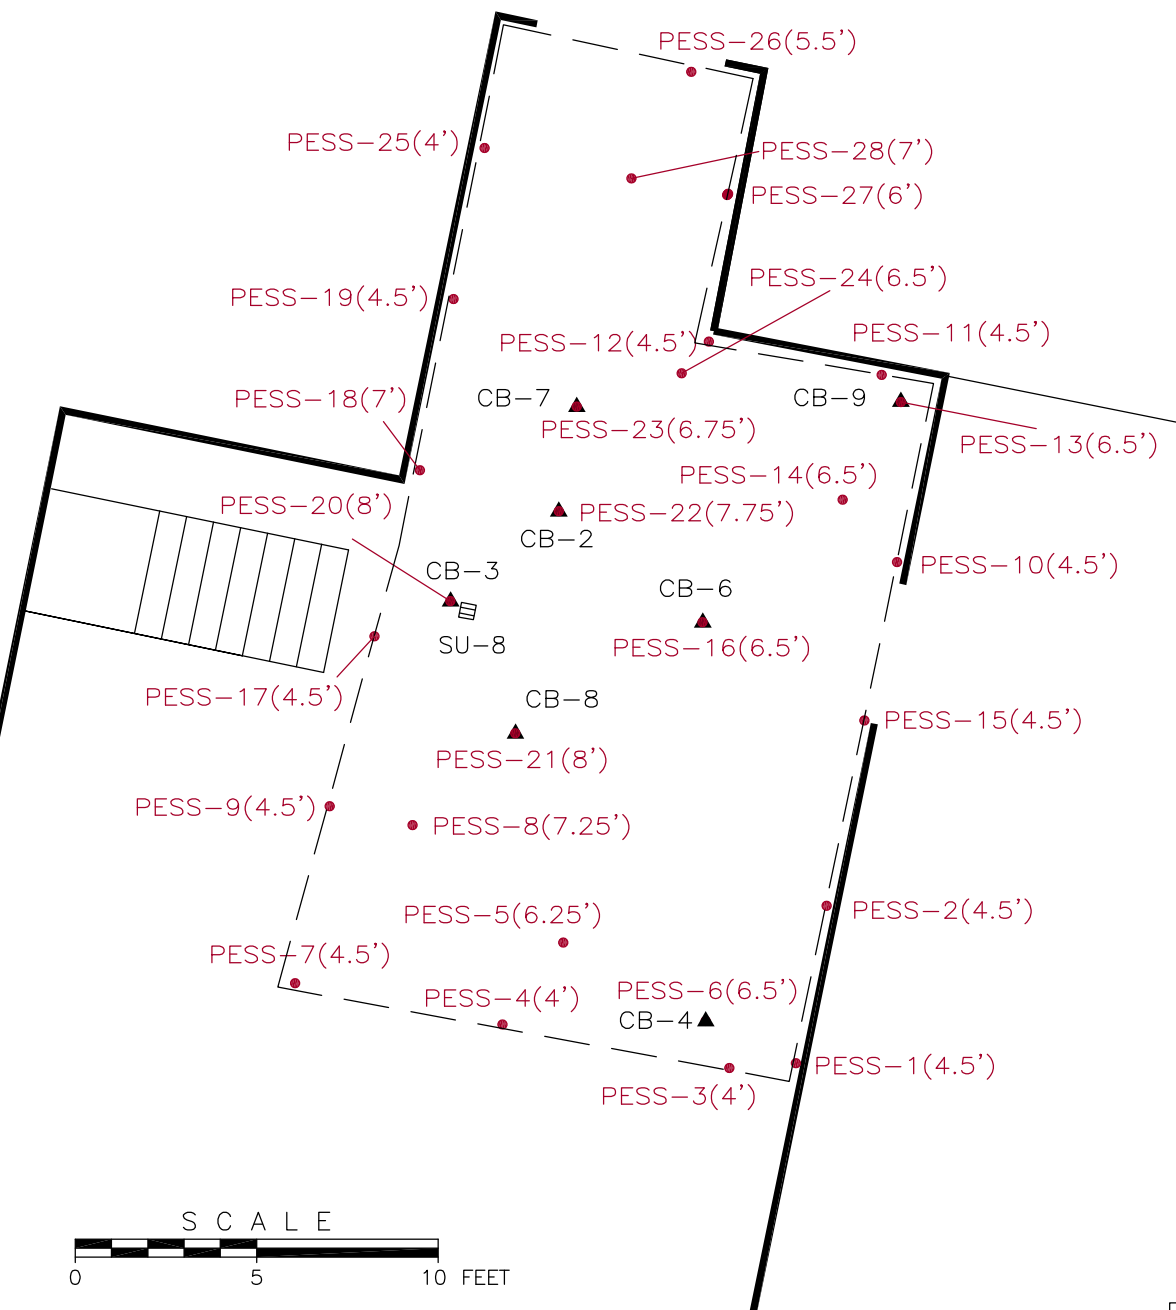 PESS-26(5.5')
PESS-25(4')
PESS-28(7')
PESS-27(6')
PESS-24(6.5')
PESS-19(4.5')
PESS-12(4.5')
PESS-11(4.5')
PESS-18(7')
CB-7
CB-9
PESS-23(6.75')
PESS-13(6.5')
PESS-14(6.5')
PESS-20(8')
PESS-22(7.75')
CB-2
PESS-10(4.5')
CB-3
CB-6
SU-8
PESS-16(6.5')
PESS-17(4.5')
CB-8
PESS-15(4.5')
PESS-21(8')
PESS-9(4.5')
PESS-8(7.25')
PESS-5(6.25')
PESS-2(4.5')
PESS-7(4.5')
PESS-4(4')
PESS-6(6.5')
CB-4
PESS-1(4.5')
PESS-3(4')
SCALE
0 5 10 FEET